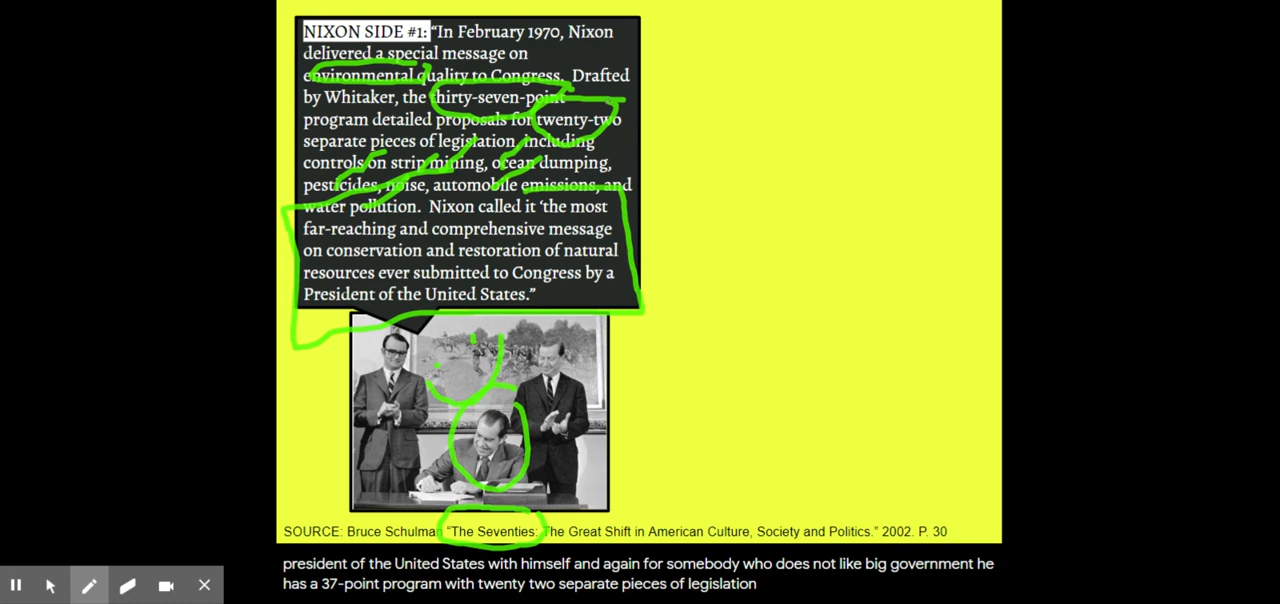 NIXON SIDE #1: “In February 1970, Nixon
delivered a special message on
environmental quality to Congress. Drafted
by Whitaker, the thirty-seven-point
program detailed proposals for twenty-two
separate pieces of legislation, including
controls on strip mining, ocean dumping,
pesticides, noise, automobile emissions, and
water pollution. Nixon called it ‘the most
far-reaching and comprehensive message
on conservation and restoration of natural
resources ever submitted to Congress by a
President of the United States.”
SOURCE: Bruce Schulman “The Seventies: The Great Shift in American Culture, Society and Politics.” 2002. P. 30
president of the United States with himself and again for somebody who does not like big government he
has a 37-point program with twenty two separate pieces of legislation